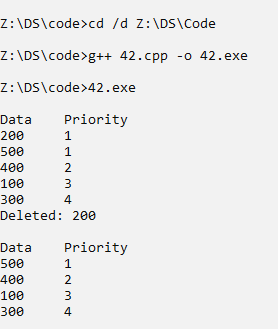 Z:\DS\code>cd /d Z:\DS\Code
Z:\DS\code>g++ 42.cpp -o 42.exe
Z:\DS\code>42.exe
Data    Priority
200     1
500     1
400     2
100     3
300     4
Deleted: 200
Data    Priority
500     1
400     2
100     3
300     4